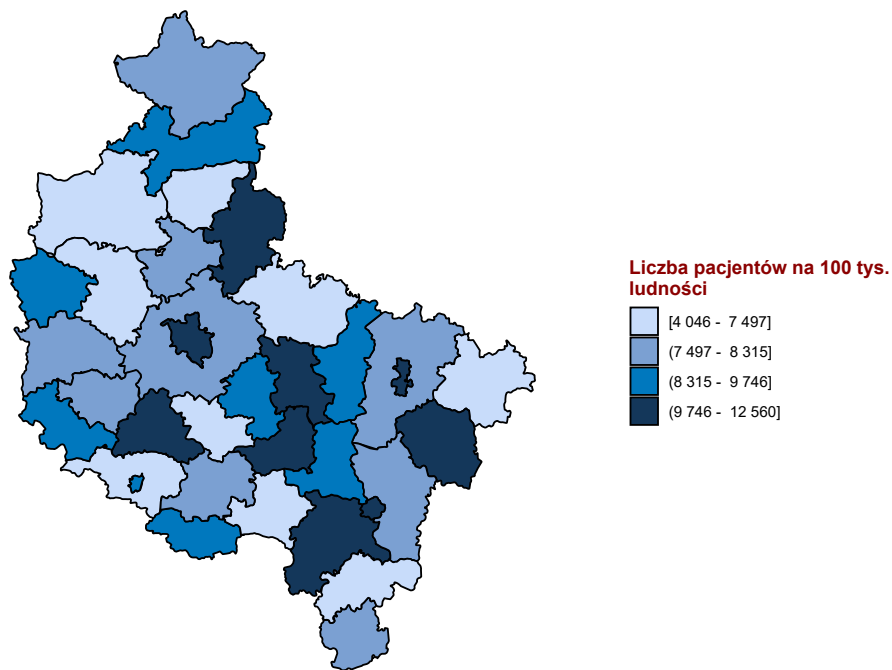 Liczba pacjentów na 100 tys.
ludności
[4 046 - 7 497]
(7 497 - 8 315]
(8 315 - 9 746]
(9 746 - 12 560]